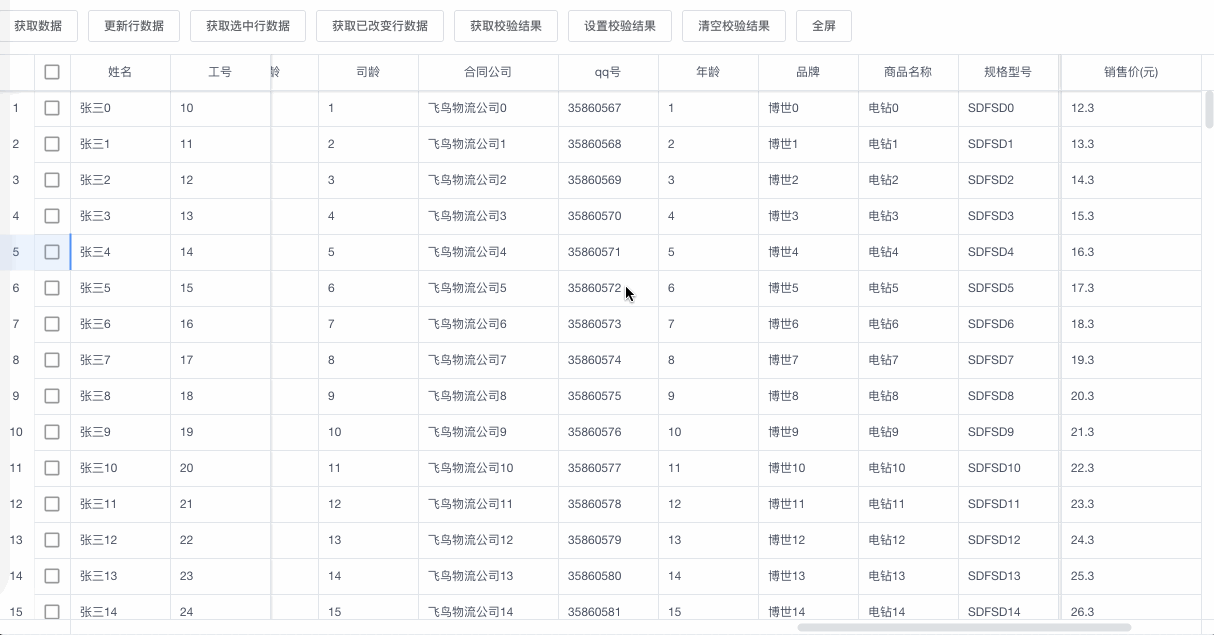 获取数据 更新行数据 获取选中行数据 获取已改变行数据 获取校验结果 设置校验结果 清空校验结果 全屏
姓名 工号 龄 司龄 合同公司 qq号 年龄 品牌 商品名称 规格型号 销售价(元)
1 张三0 10 1 飞鸟物流公司0 35860567 1 博世0 电钻0 SDFSD0 12.3
2 张三1 11 2 飞鸟物流公司1 35860568 2 博世1 电钻1 SDFSD1 13.3
3 张三2 12 3 飞鸟物流公司2 35860569 3 博世2 电钻2 SDFSD2 14.3
4 张三3 13 4 飞鸟物流公司3 35860570 4 博世3 电钻3 SDFSD3 15.3
5 张三4 14 5 飞鸟物流公司4 35860571 5 博世4 电钻4 SDFSD4 16.3
6 张三5 15 6 飞鸟物流公司5 35860572 6 博世5 电钻5 SDFSD5 17.3
7 张三6 16 7 飞鸟物流公司6 35860573 7 博世6 电钻6 SDFSD6 18.3
8 张三7 17 8 飞鸟物流公司7 35860574 8 博世7 电钻7 SDFSD7 19.3
9 张三8 18 9 飞鸟物流公司8 35860575 9 博世8 电钻8 SDFSD8 20.3
10 张三9 19 10 飞鸟物流公司9 35860576 10 博世9 电钻9 SDFSD9 21.3
11 张三10 20 11 飞鸟物流公司10 35860577 11 博世10 电钻10 SDFSD10 22.3
12 张三11 21 12 飞鸟物流公司11 35860578 12 博世11 电钻11 SDFSD11 23.3
13 张三12 22 13 飞鸟物流公司12 35860579 13 博世12 电钻12 SDFSD12 24.3
14 张三13 23 14 飞鸟物流公司13 35860580 14 博世13 电钻13 SDFSD13 25.3
15 张三14 24 15 飞鸟物流公司14 35860581 15 博世14 电钻14 SDFSD14 26.3